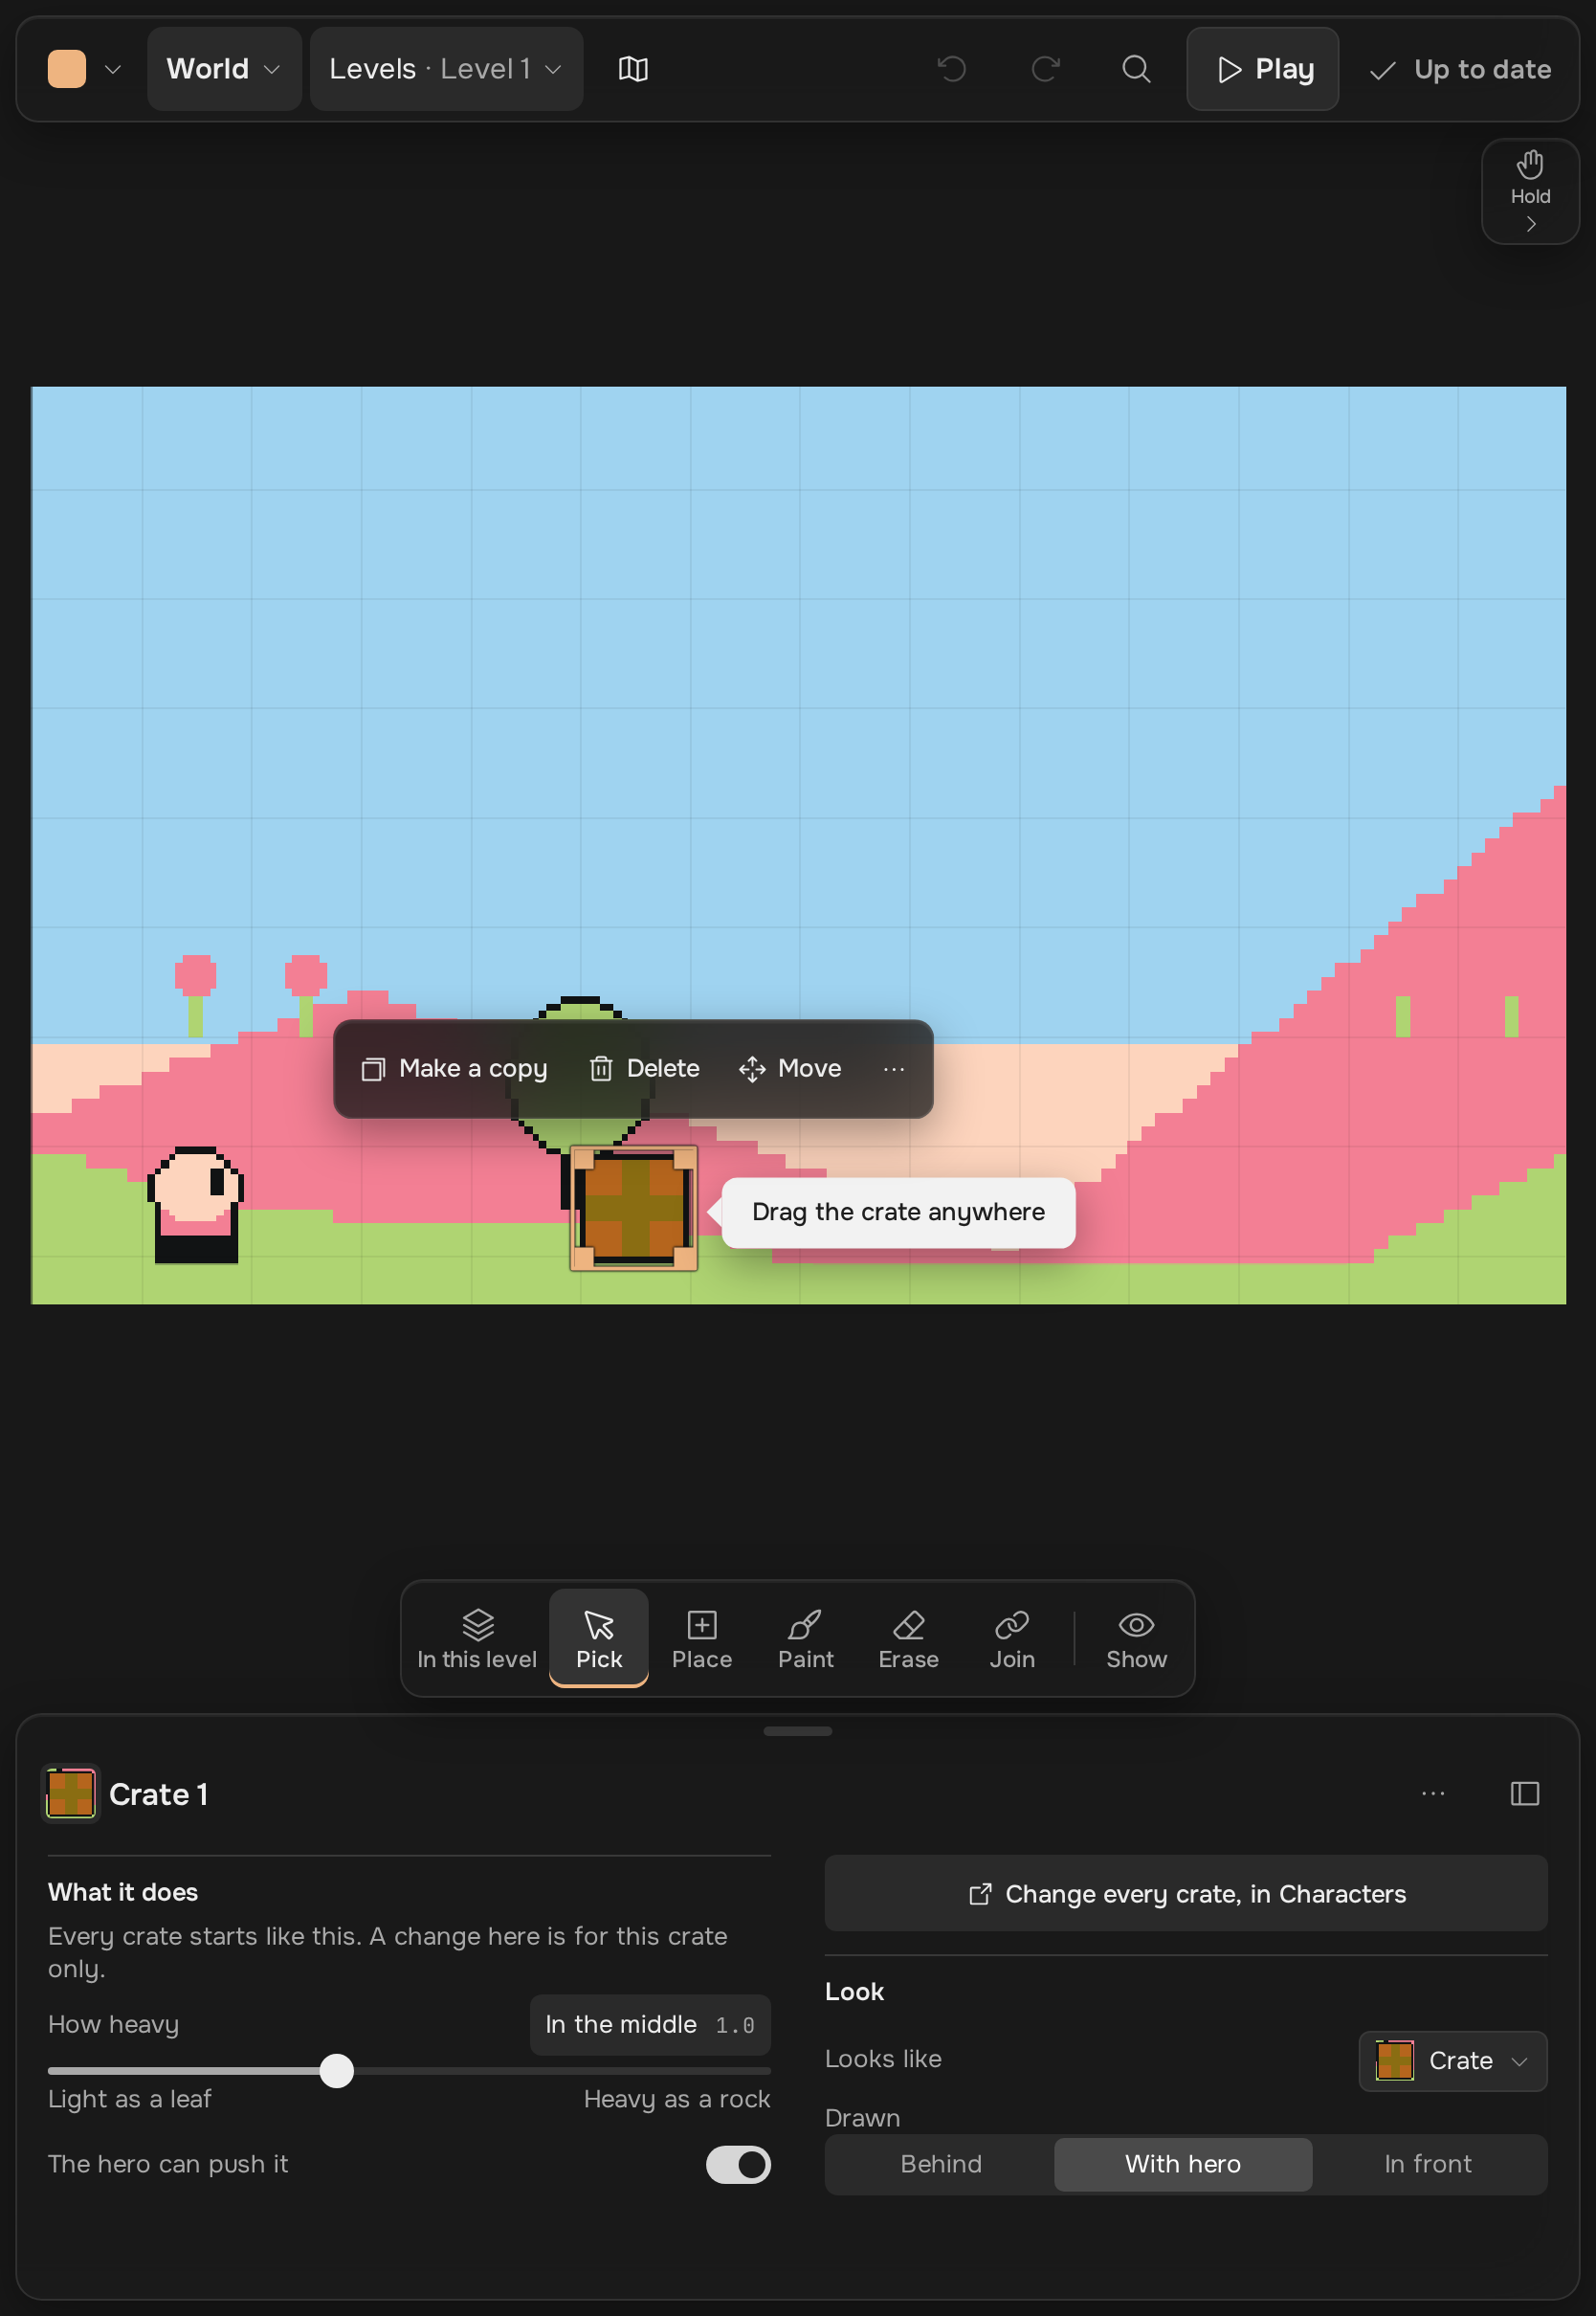 World
Levels · Level 1
Play
Up to date
Hold
Make a copy
Delete
Move
Drag the crate anywhere
In this level
Pick
Place
Paint
Erase
Join
Show
Crate 1
What it does
Every crate starts like this. A change here is for this crate
only.
How heavy
In the middle 1.0
Light as a leaf
Heavy as a rock
The hero can push it
Change every crate, in Characters
Look
Looks like
Crate
Drawn
Behind
With hero
In front